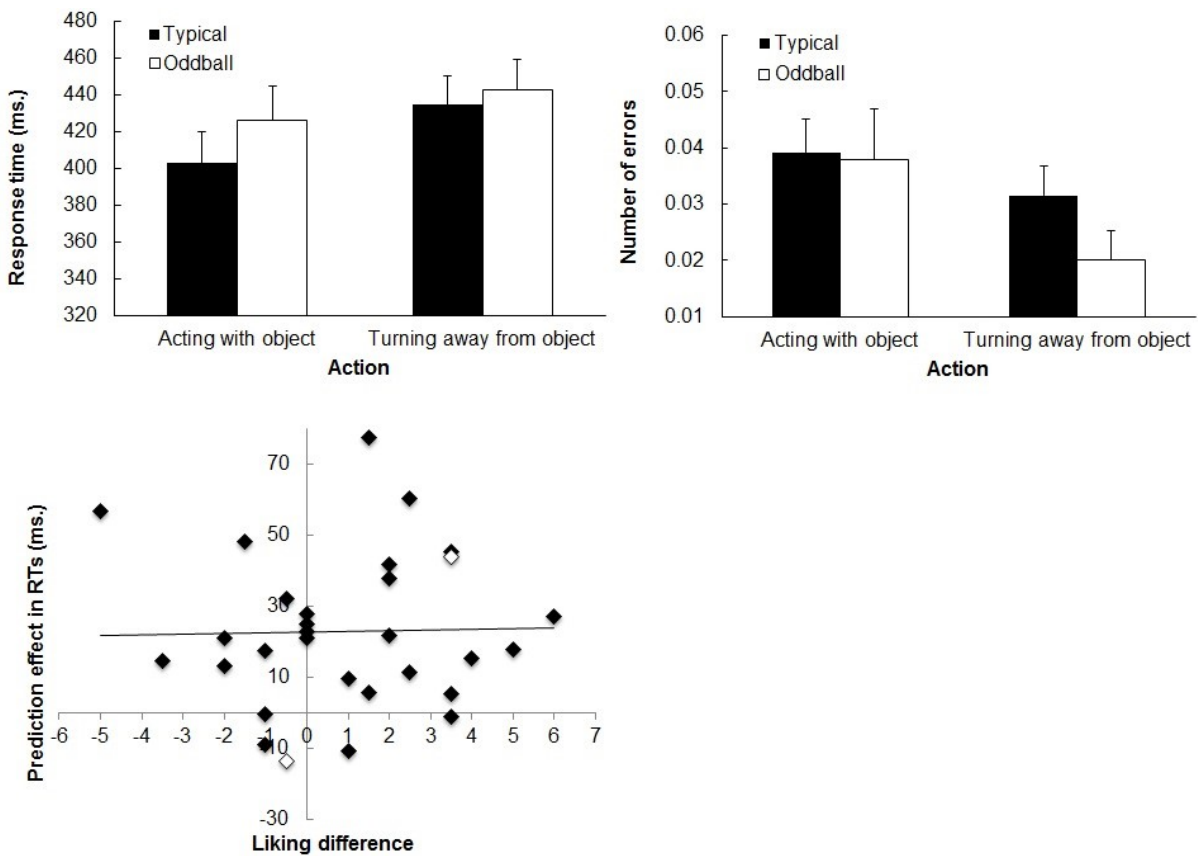 480
460
440
420
400
380
360
340
320
Response time (ms.)
Typical
Oddball
Acting with object
Turning away from object
Action
0.06
0.05
0.04
0.03
0.02
0.01
Number of errors
Typical
Oddball
Acting with object
Turning away from object
Action
Prediction effect in RTs (ms.)
70
50
30
10
-10
-30
-6 -5 -4 -3 -2 -1 0 1 2 3 4 5 6 7
Liking difference